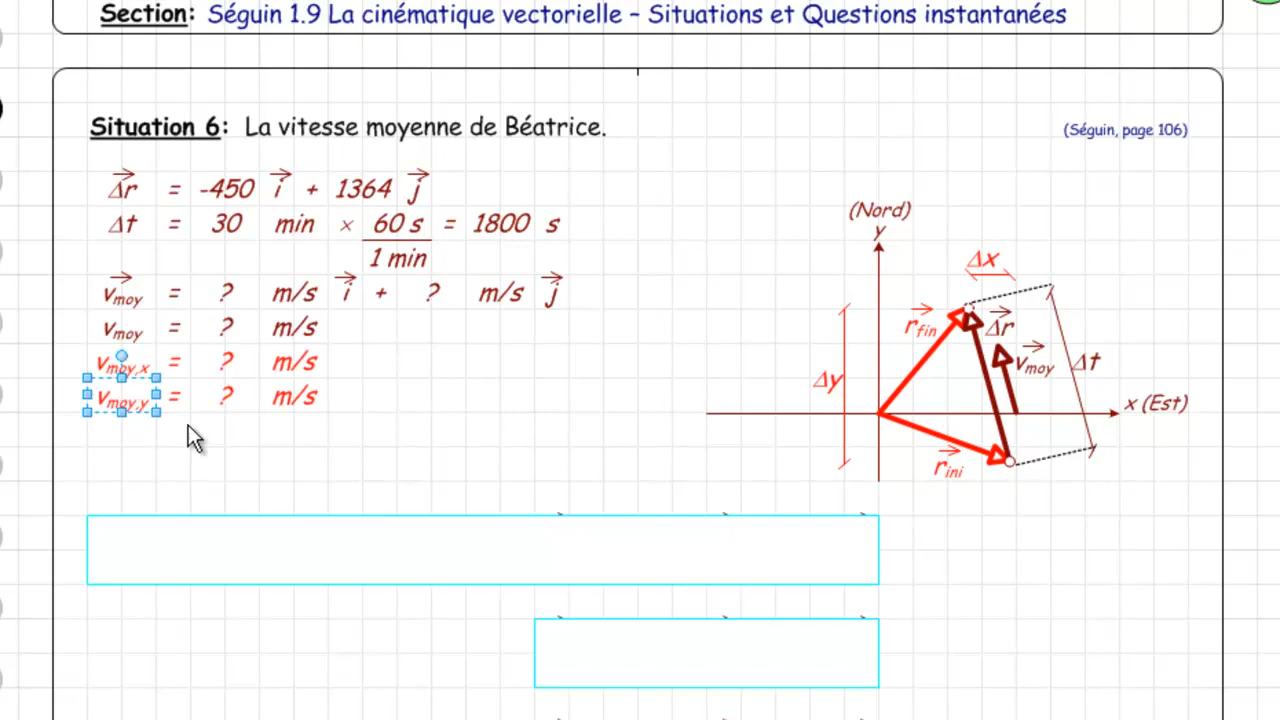 Section: Séguin 1.9 La cinématique vectorielle – Situations et Questions instantanées
Situation 6: La vitesse moyenne de Béatrice.
(Séguin, page 106)
Δr = -450 i + 1364 j
Δt = 30 min × 60 s = 1800 s
1 min
vmoy = ? m/s i + ? m/s j
vmoy = ? m/s
vmoy,x = ? m/s
vmoy,y = ? m/s
(Nord)
y
Δx
rfin
Δr
vmoy
Δt
Δy
x (Est)
rini